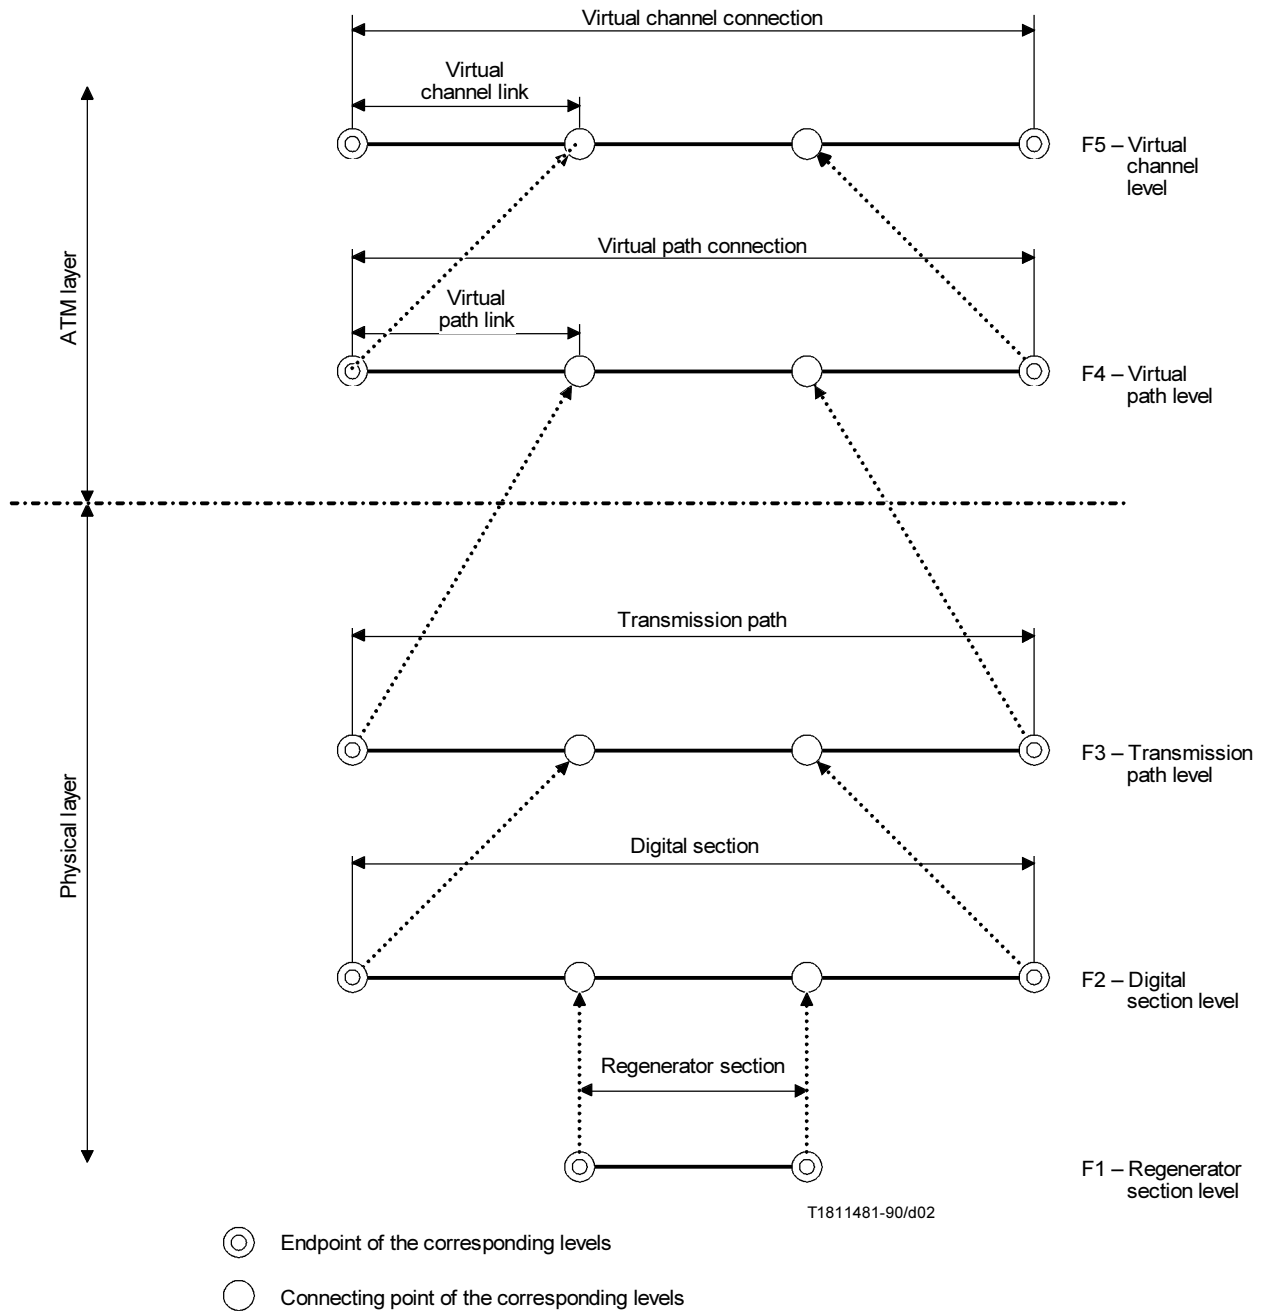 Virtual channel connection
Virtual
channel link
F5 – Virtual
channel
level
Virtual path connection
ATM layer
Virtual
path link
F4 – Virtual
path level
Transmission path
F3 – Transmission
path level
Physical layer
Digital section
F2 – Digital
section level
Regenerator section
F1 – Regenerator
section level
T1811481-90/d02
Endpoint of the corresponding levels
Connecting point of the corresponding levels